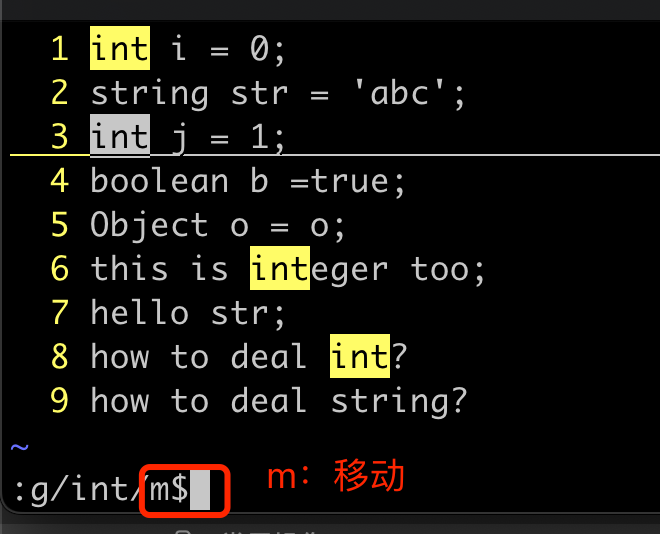 1 int i = 0;
2 string str = 'abc';
3 int j = 1;
4 boolean b =true;
5 Object o = o;
6 this is integer too;
7 hello str;
8 how to deal int?
9 how to deal string?
~
:g/int/m$
m：移动